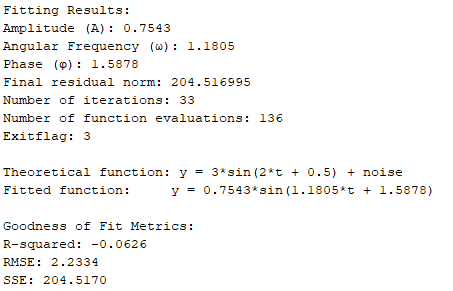 Fitting Results:
Amplitude (A): 0.7543
Angular Frequency (ω): 1.1805
Phase (φ): 1.5878
Final residual norm: 204.516995
Number of iterations: 33
Number of function evaluations: 136
Exitflag: 3
Theoretical function: y = 3*sin(2*t + 0.5) + noise
Fitted function:     y = 0.7543*sin(1.1805*t + 1.5878)
Goodness of Fit Metrics:
R-squared: -0.0626
RMSE: 2.2334
SSE: 204.5170